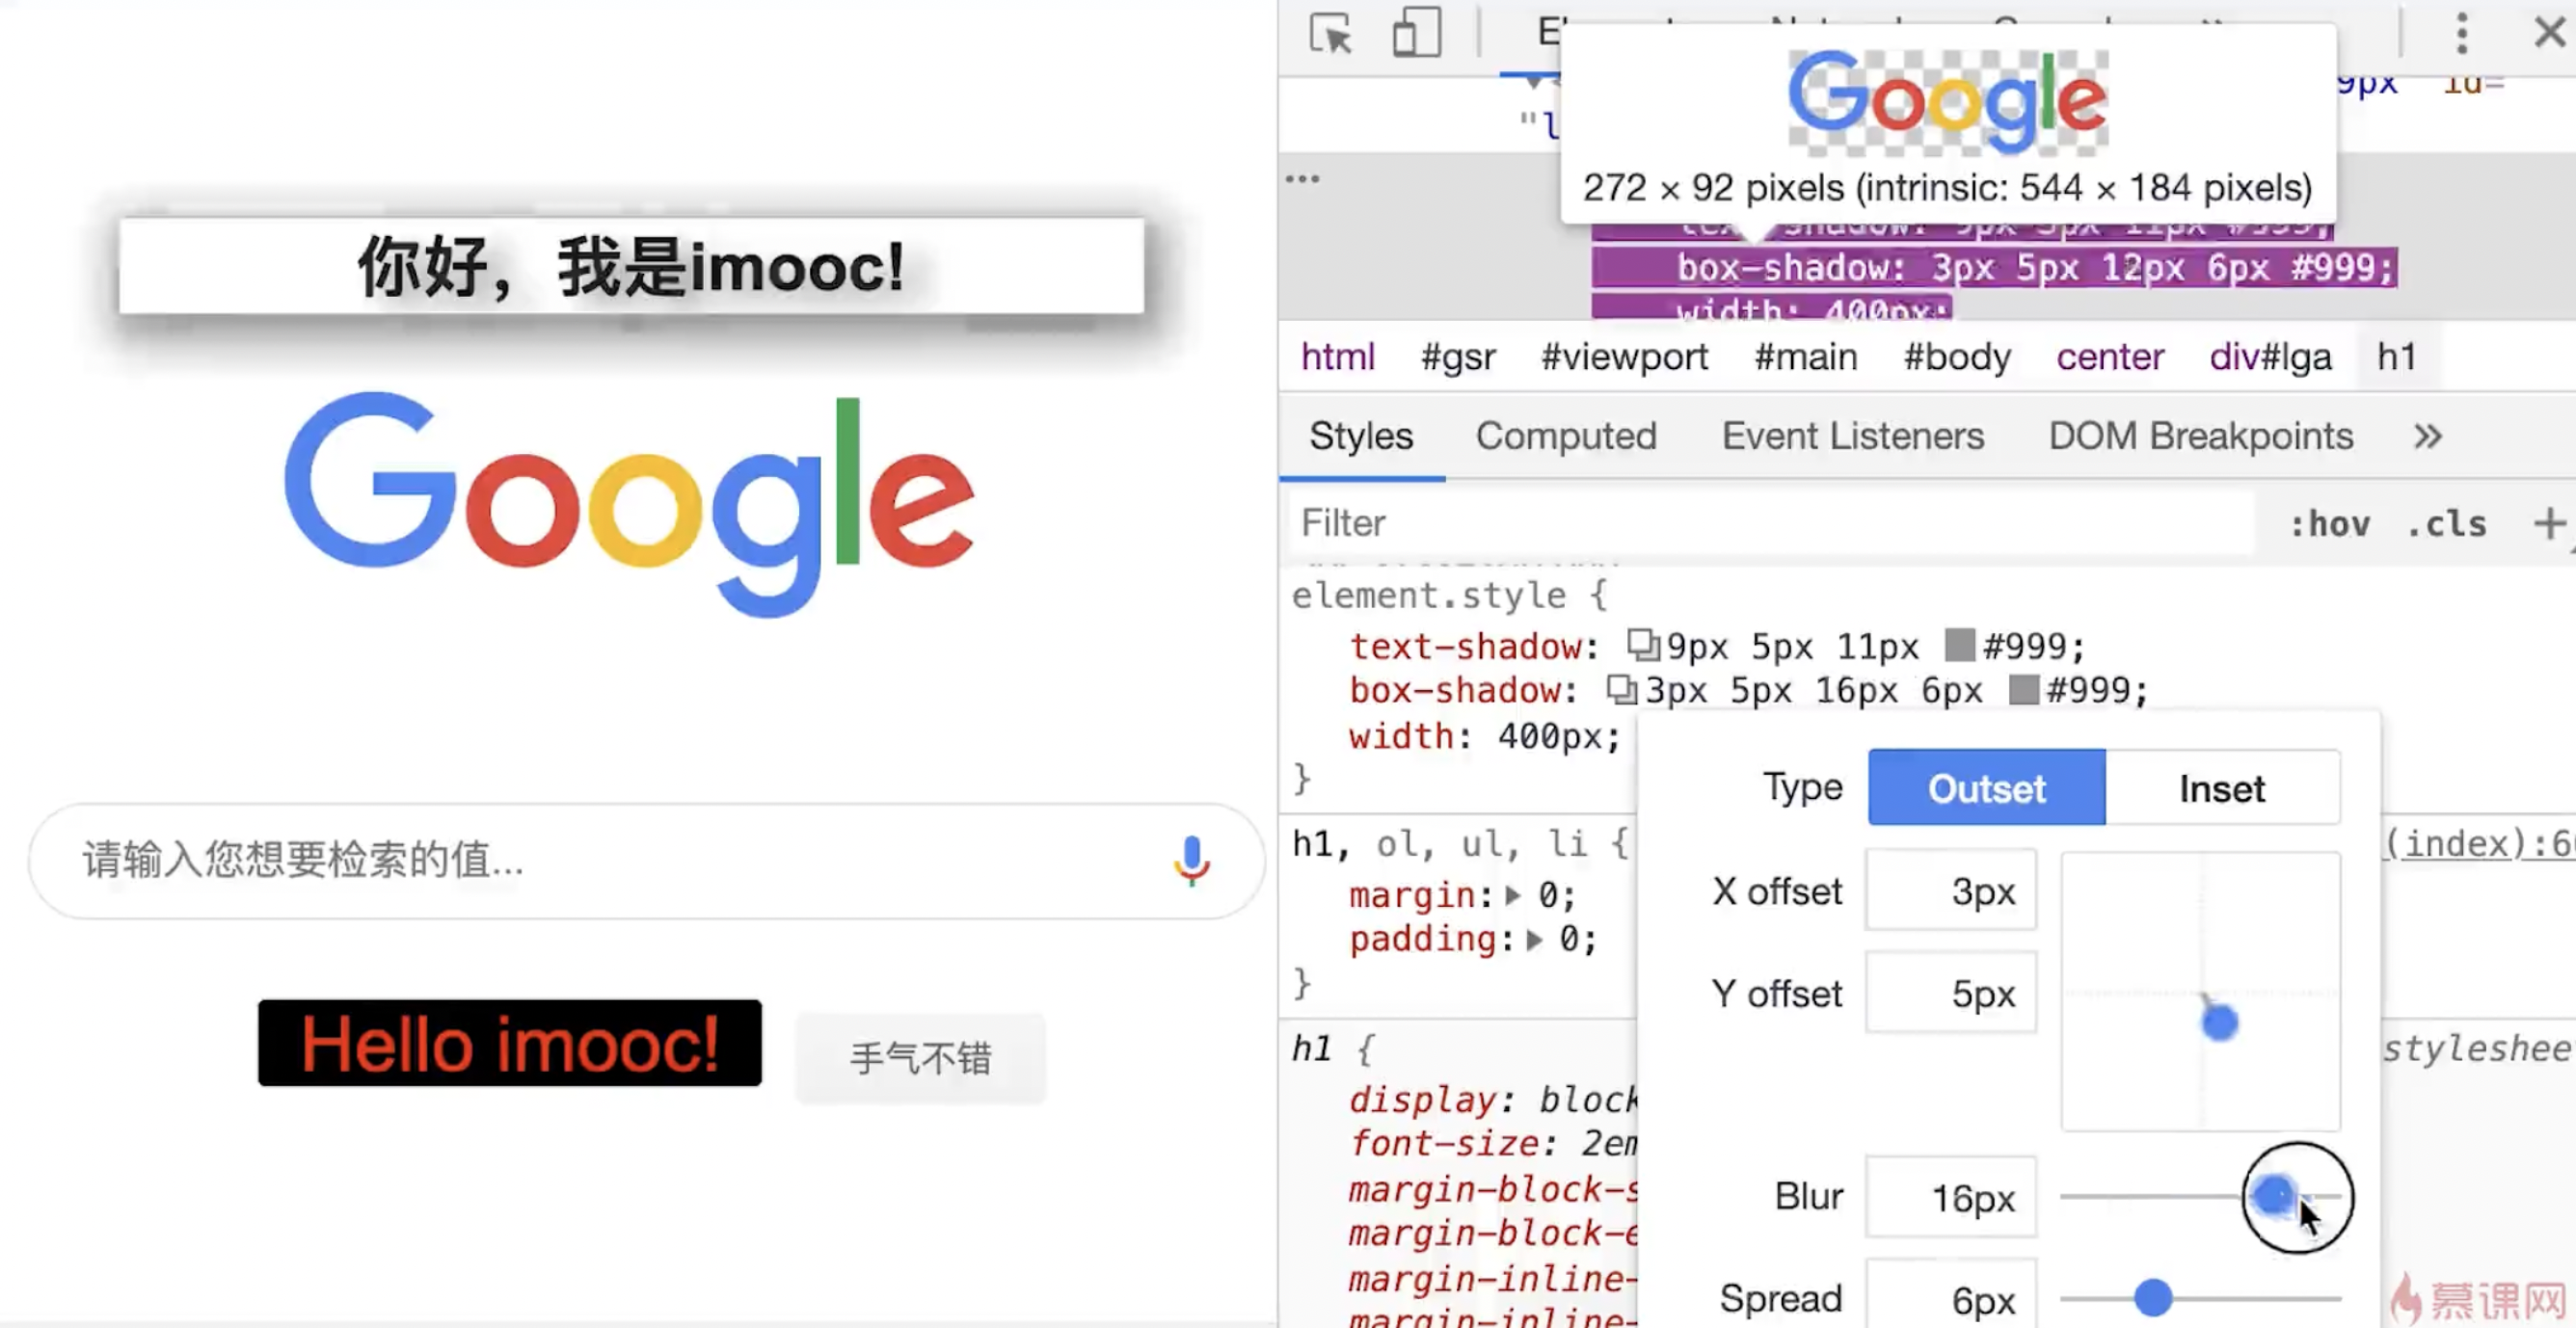 你好，我是imooc!
Google
请输入您想要检索的值...
Hello imooc!
手气不错
Google
272 × 92 pixels (intrinsic: 544 × 184 pixels)
9px id=
"l
...
text-shadow: 9px 5px 11px #999;
box-shadow: 3px 5px 12px 6px #999;
width: 400px;
html #gsr #viewport #main #body center div#lga h1
Styles Computed Event Listeners DOM Breakpoints »
Filter :hov .cls +
element.style {
text-shadow: 9px 5px 11px #999;
box-shadow: 3px 5px 16px 6px #999;
width: 400px;
}
h1, ol, ul, li { (index):6
margin: 0;
padding: 0;
}
h1 { styleshee
display: block
font-size: 2em
margin-block-s
margin-block-e
margin-inline-
margin-inline-
Type Outset Inset
X offset 3px
Y offset 5px
Blur 16px
Spread 6px
慕课网